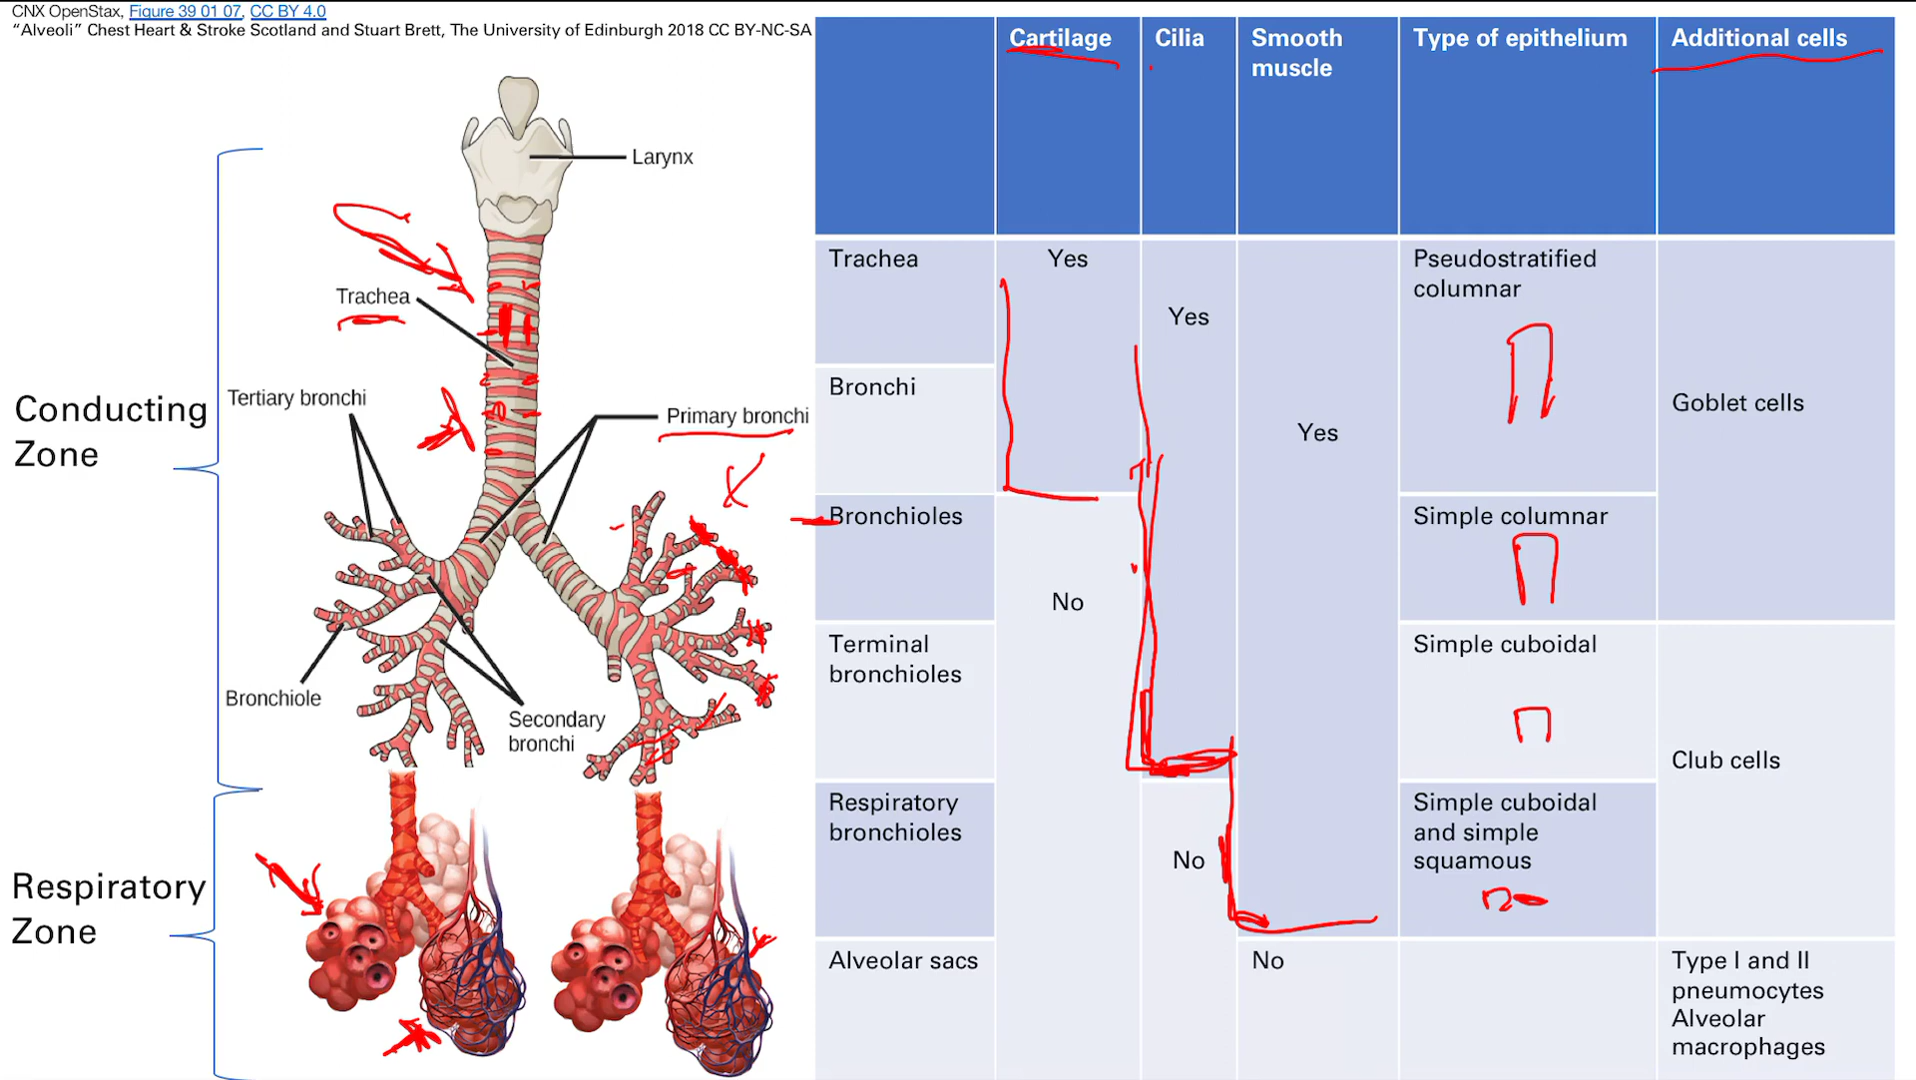 CNX OpenStax, Figure 39 01 07, CC BY 4.0
“Alveoli” Chest Heart & Stroke Scotland and Stuart Brett, The University of Edinburgh 2018 CC BY-NC-SA
Larynx
Trachea
Tertiary bronchi
Primary bronchi
Conducting
Zone
Bronchiole
Secondary
bronchi
Respiratory
Zone
Cartilage
Cilia
Smooth
muscle
Type of epithelium
Additional cells
Trachea
Yes
Yes
Yes
Pseudostratified
columnar
Goblet cells
Bronchi
Bronchioles
No
Simple columnar
Terminal
bronchioles
Simple cuboidal
Club cells
Respiratory
bronchioles
No
Simple cuboidal
and simple
squamous
Alveolar sacs
No
Type I and II
pneumocytes
Alveolar
macrophages